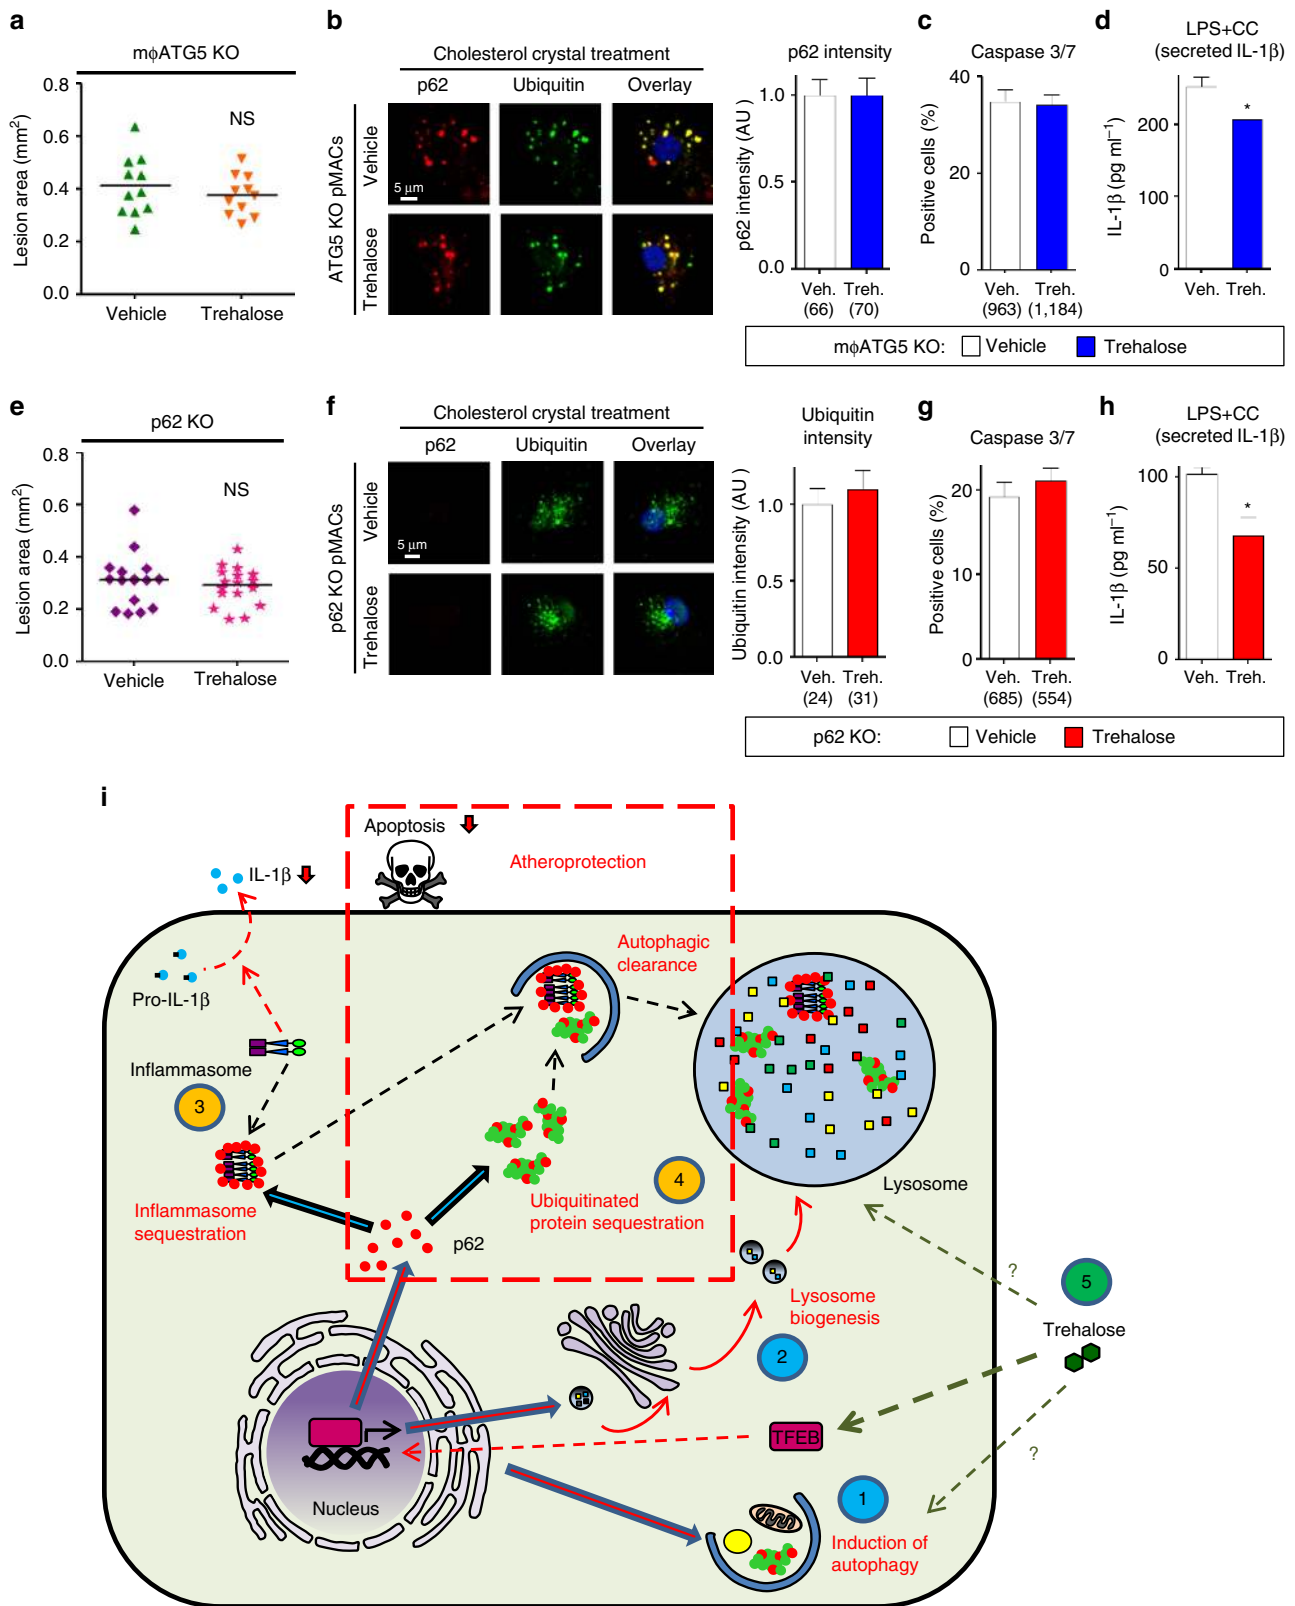 a
mϕATG5 KO
Lesion area (mm²)
0.8
0.6
0.4
0.2
0.0
NS
Vehicle
Trehalose
b
Cholesterol crystal treatment
p62
Ubiquitin
Overlay
ATG5 KO pMACs
Vehicle
Trehalose
5 μm
p62 intensity
p62 intensity (AU)
1.0
0.5
0.0
Veh.
Treh.
(66)
(70)
c
Caspase 3/7
Positive cells (%)
40
20
0
Veh.
Treh.
(963)
(1,184)
d
LPS+CC
(secreted IL-1β)
IL-1β (pg ml⁻¹)
200
100
0
*
Veh.
Treh.
mϕATG5 KO:
Vehicle
Trehalose
e
p62 KO
Lesion area (mm²)
0.8
0.6
0.4
0.2
0.0
NS
Vehicle
Trehalose
f
Cholesterol crystal treatment
p62
Ubiquitin
Overlay
p62 KO pMACs
Vehicle
Trehalose
5 μm
Ubiquitin
intensity
Ubiquitin intensity (AU )
1.0
0.5
0.0
Veh.
Treh.
(24)
(31)
g
Caspase 3/7
Positive cells (%)
20
10
0
Veh.
Treh.
(685)
(554)
h
LPS+CC
(secreted IL-1β)
IL-1β (pg ml⁻¹)
100
50
0
*
Veh.
Treh.
p62 KO:
Vehicle
Trehalose
i
Apoptosis
Atheroprotection
IL-1β
Pro-IL-1β
Autophagic
clearance
Inflammasome
3
Inflammasome
sequestration
Ubiquitinated
protein sequestration
4
p62
Lysosome
Lysosome
biogenesis
2
5
Trehalose
?
?
TFEB
Nucleus
1
Induction of
autophagy